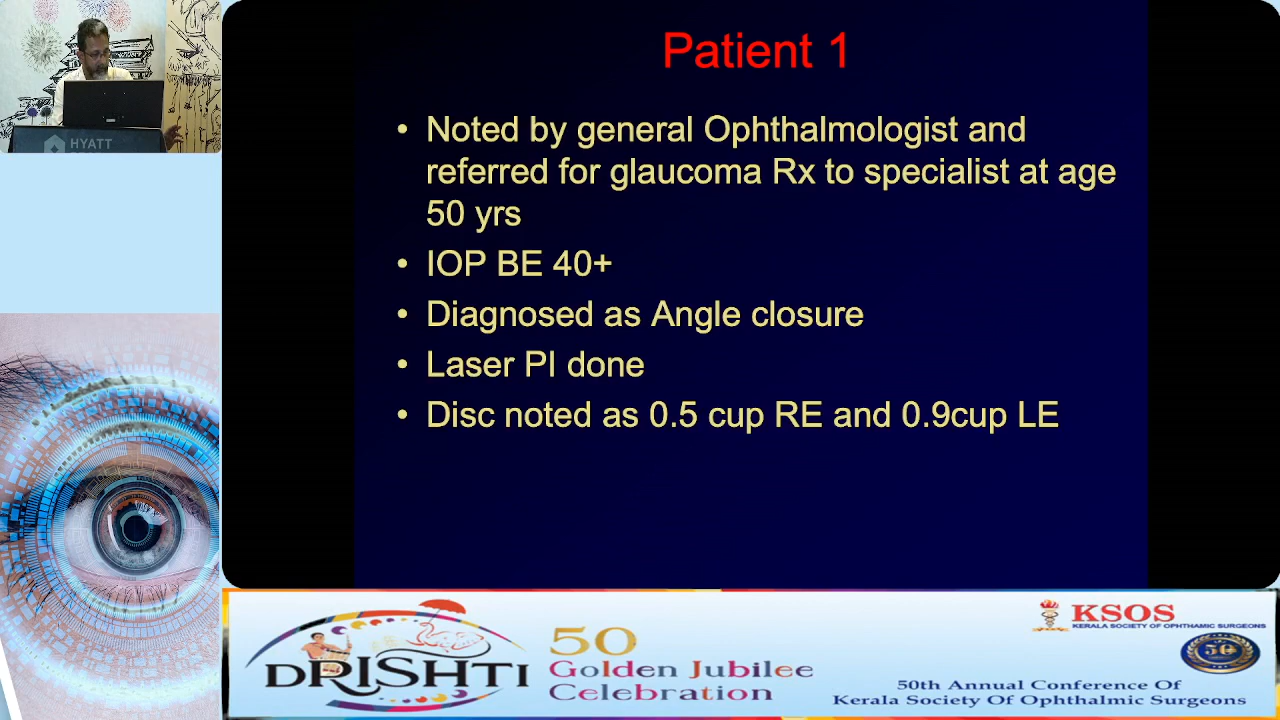 HYATT
Patient 1
• Noted by general Ophthalmologist and
referred for glaucoma Rx to specialist at age
50 yrs
• IOP BE 40+
• Diagnosed as Angle closure
• Laser PI done
• Disc noted as 0.5 cup RE and 0.9cup LE
DRISHTI
50
Golden Jubilee
Celebration
KSOS
KERALA SOCIETY OF OPHTHAMIC SURGEONS
50
50th Annual Conference Of
Kerala Society Of Ophthalmic Surgeons